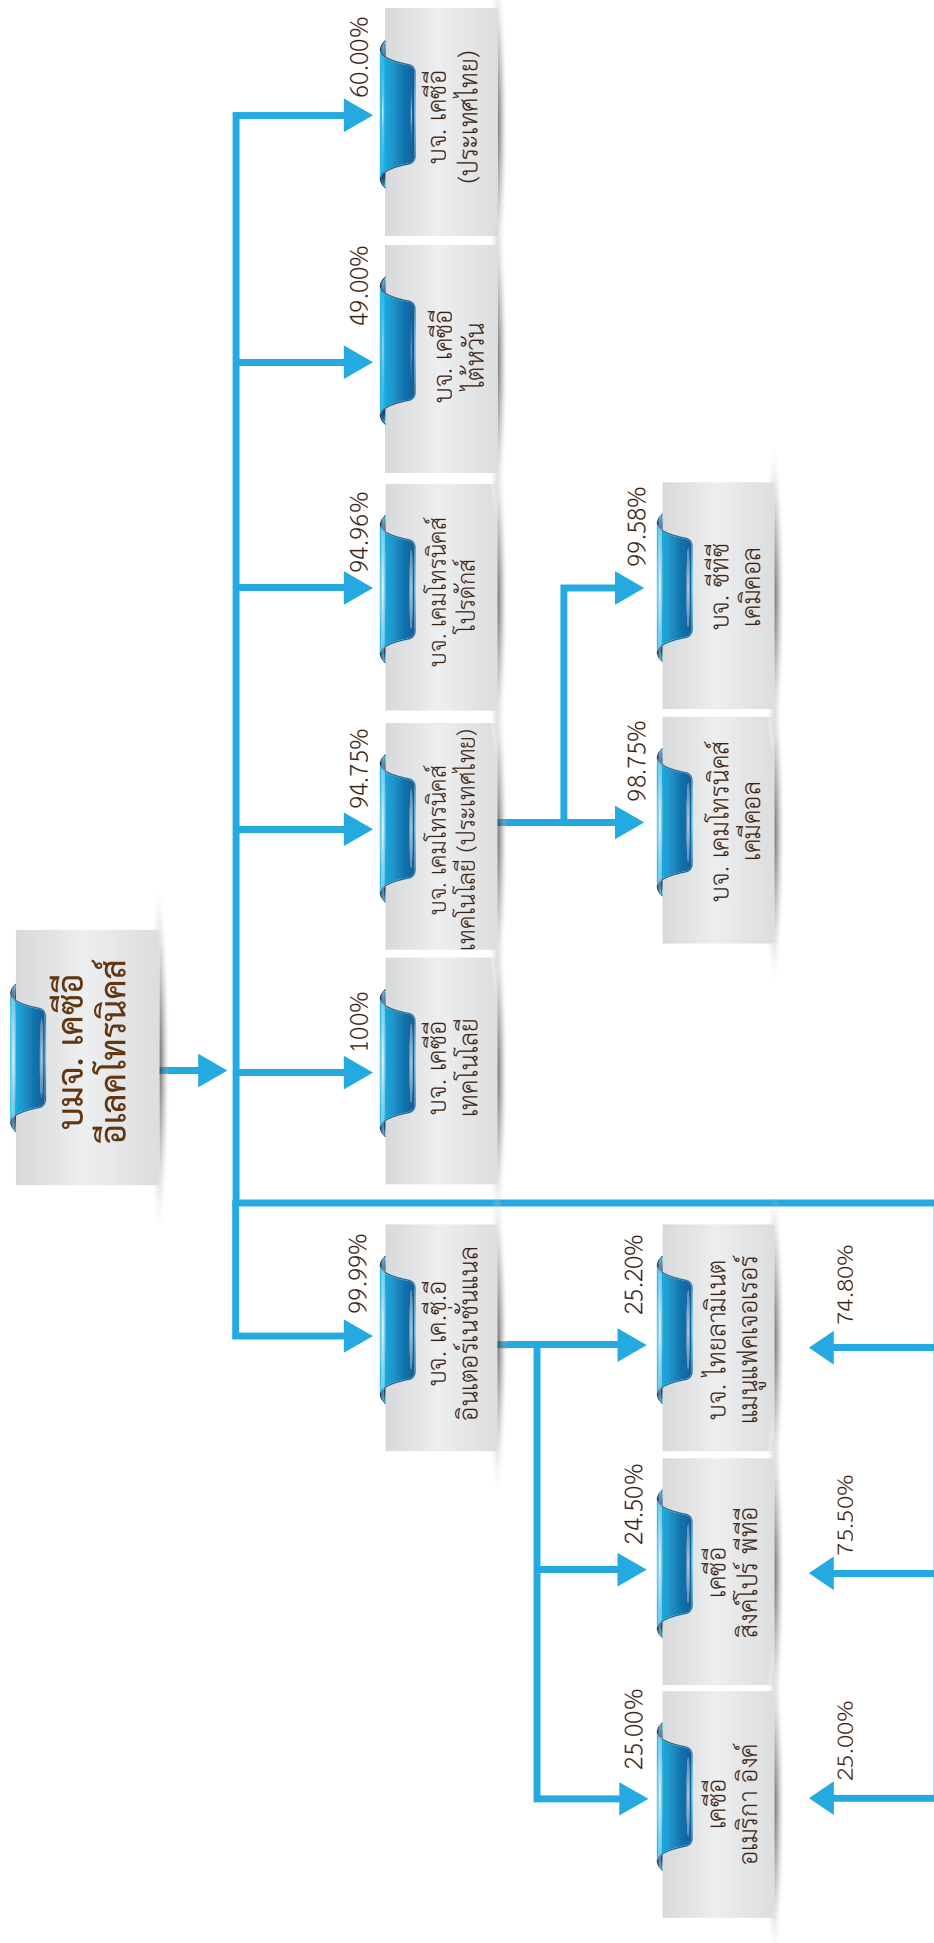 บมจ. เคซีอี
อีเลคโทรนิคส์
99.99%
100%
94.75%
94.96%
49.00%
60.00%
บจ. เค.ซี.อี
อินเตอร์เนชั่นแนล
บจ. เคซีอี
เทคโนโลยี
บจ. เคมโทรนิคส์
เทคโนโลยี (ประเทศไทย)
บจ. เคมโทรนิคส์
โปรดักส์
บจ. เคซีอี
ไต้หวัน
บจ. เคซีอี
(ประเทศไทย)
25.00%
24.50%
25.20%
98.75%
99.58%
เคซีอี
อเมริกา อิงค์
เคซีอี
สิงค์โปร์ พีทีอี
บจ. ไทยลามิเนต
แมนูแฟคเจอเรอร์
บจ. เคมโทรนิคส์
เคมีคอล
บจ. ซีทีซี
เคมิคอล
25.00%
75.50%
74.80%